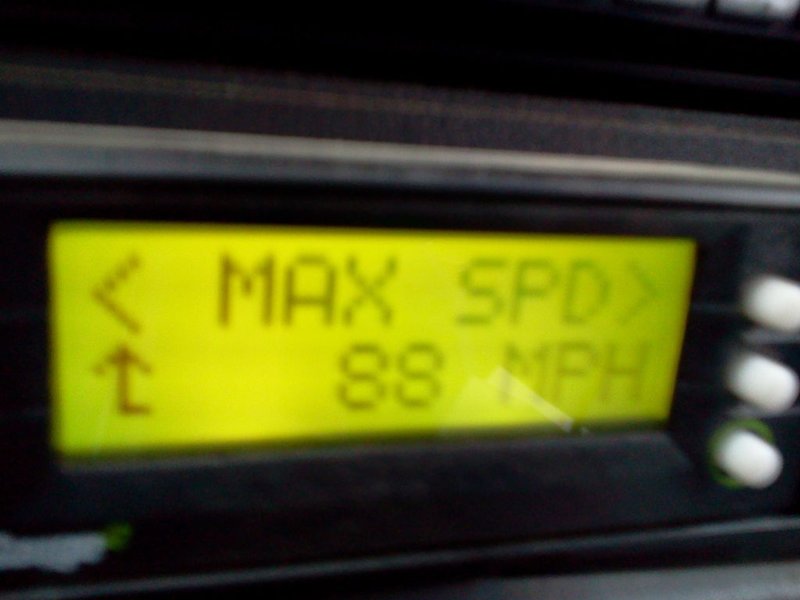 < MAX SPD>
↰ 88 MPH